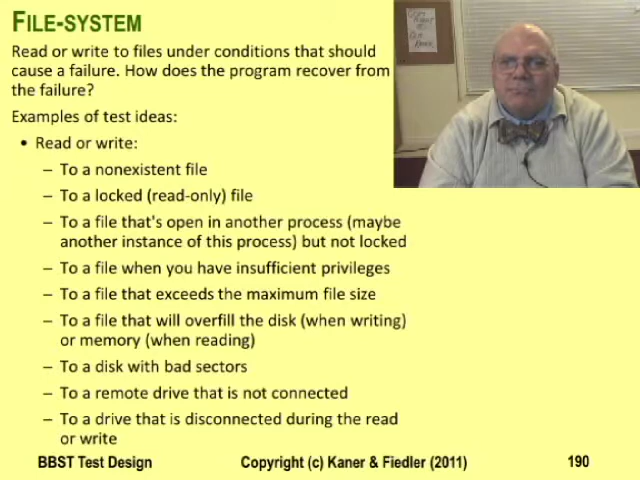 FILE-SYSTEM
Read or write to files under conditions that should
cause a failure. How does the program recover from
the failure?
Examples of test ideas:
• Read or write:
– To a nonexistent file
– To a locked (read-only) file
– To a file that's open in another process (maybe
another instance of this process) but not locked
– To a file when you have insufficient privileges
– To a file that exceeds the maximum file size
– To a file that will overfill the disk (when writing)
or memory (when reading)
– To a disk with bad sectors
– To a remote drive that is not connected
– To a drive that is disconnected during the read
or write
BBST Test Design Copyright (c) Kaner & Fiedler (2011) 190